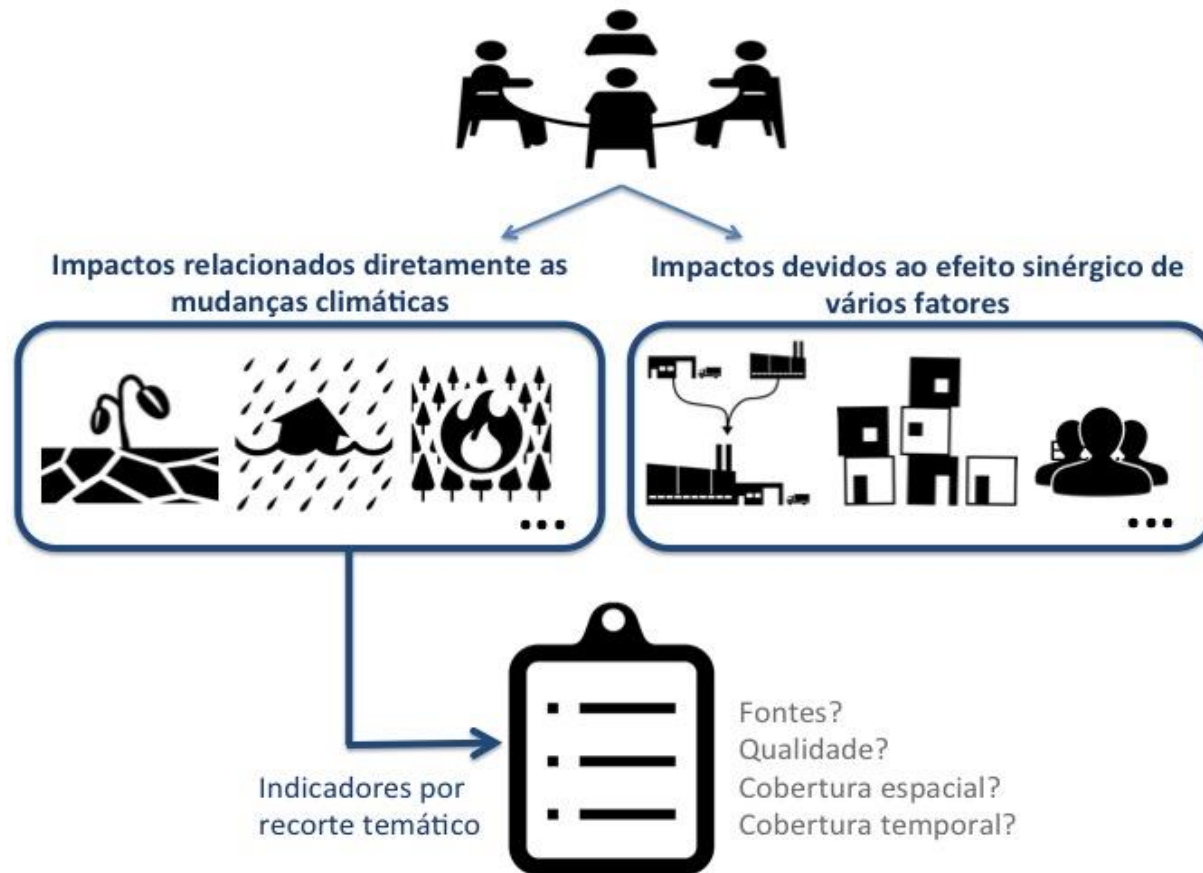 Impactos relacionados diretamente as
mudanças climáticas
Impactos devidos ao efeito sinérgico de
vários fatores
...
...
Indicadores por
recorte temático
Fontes?
Qualidade?
Cobertura espacial?
Cobertura temporal?